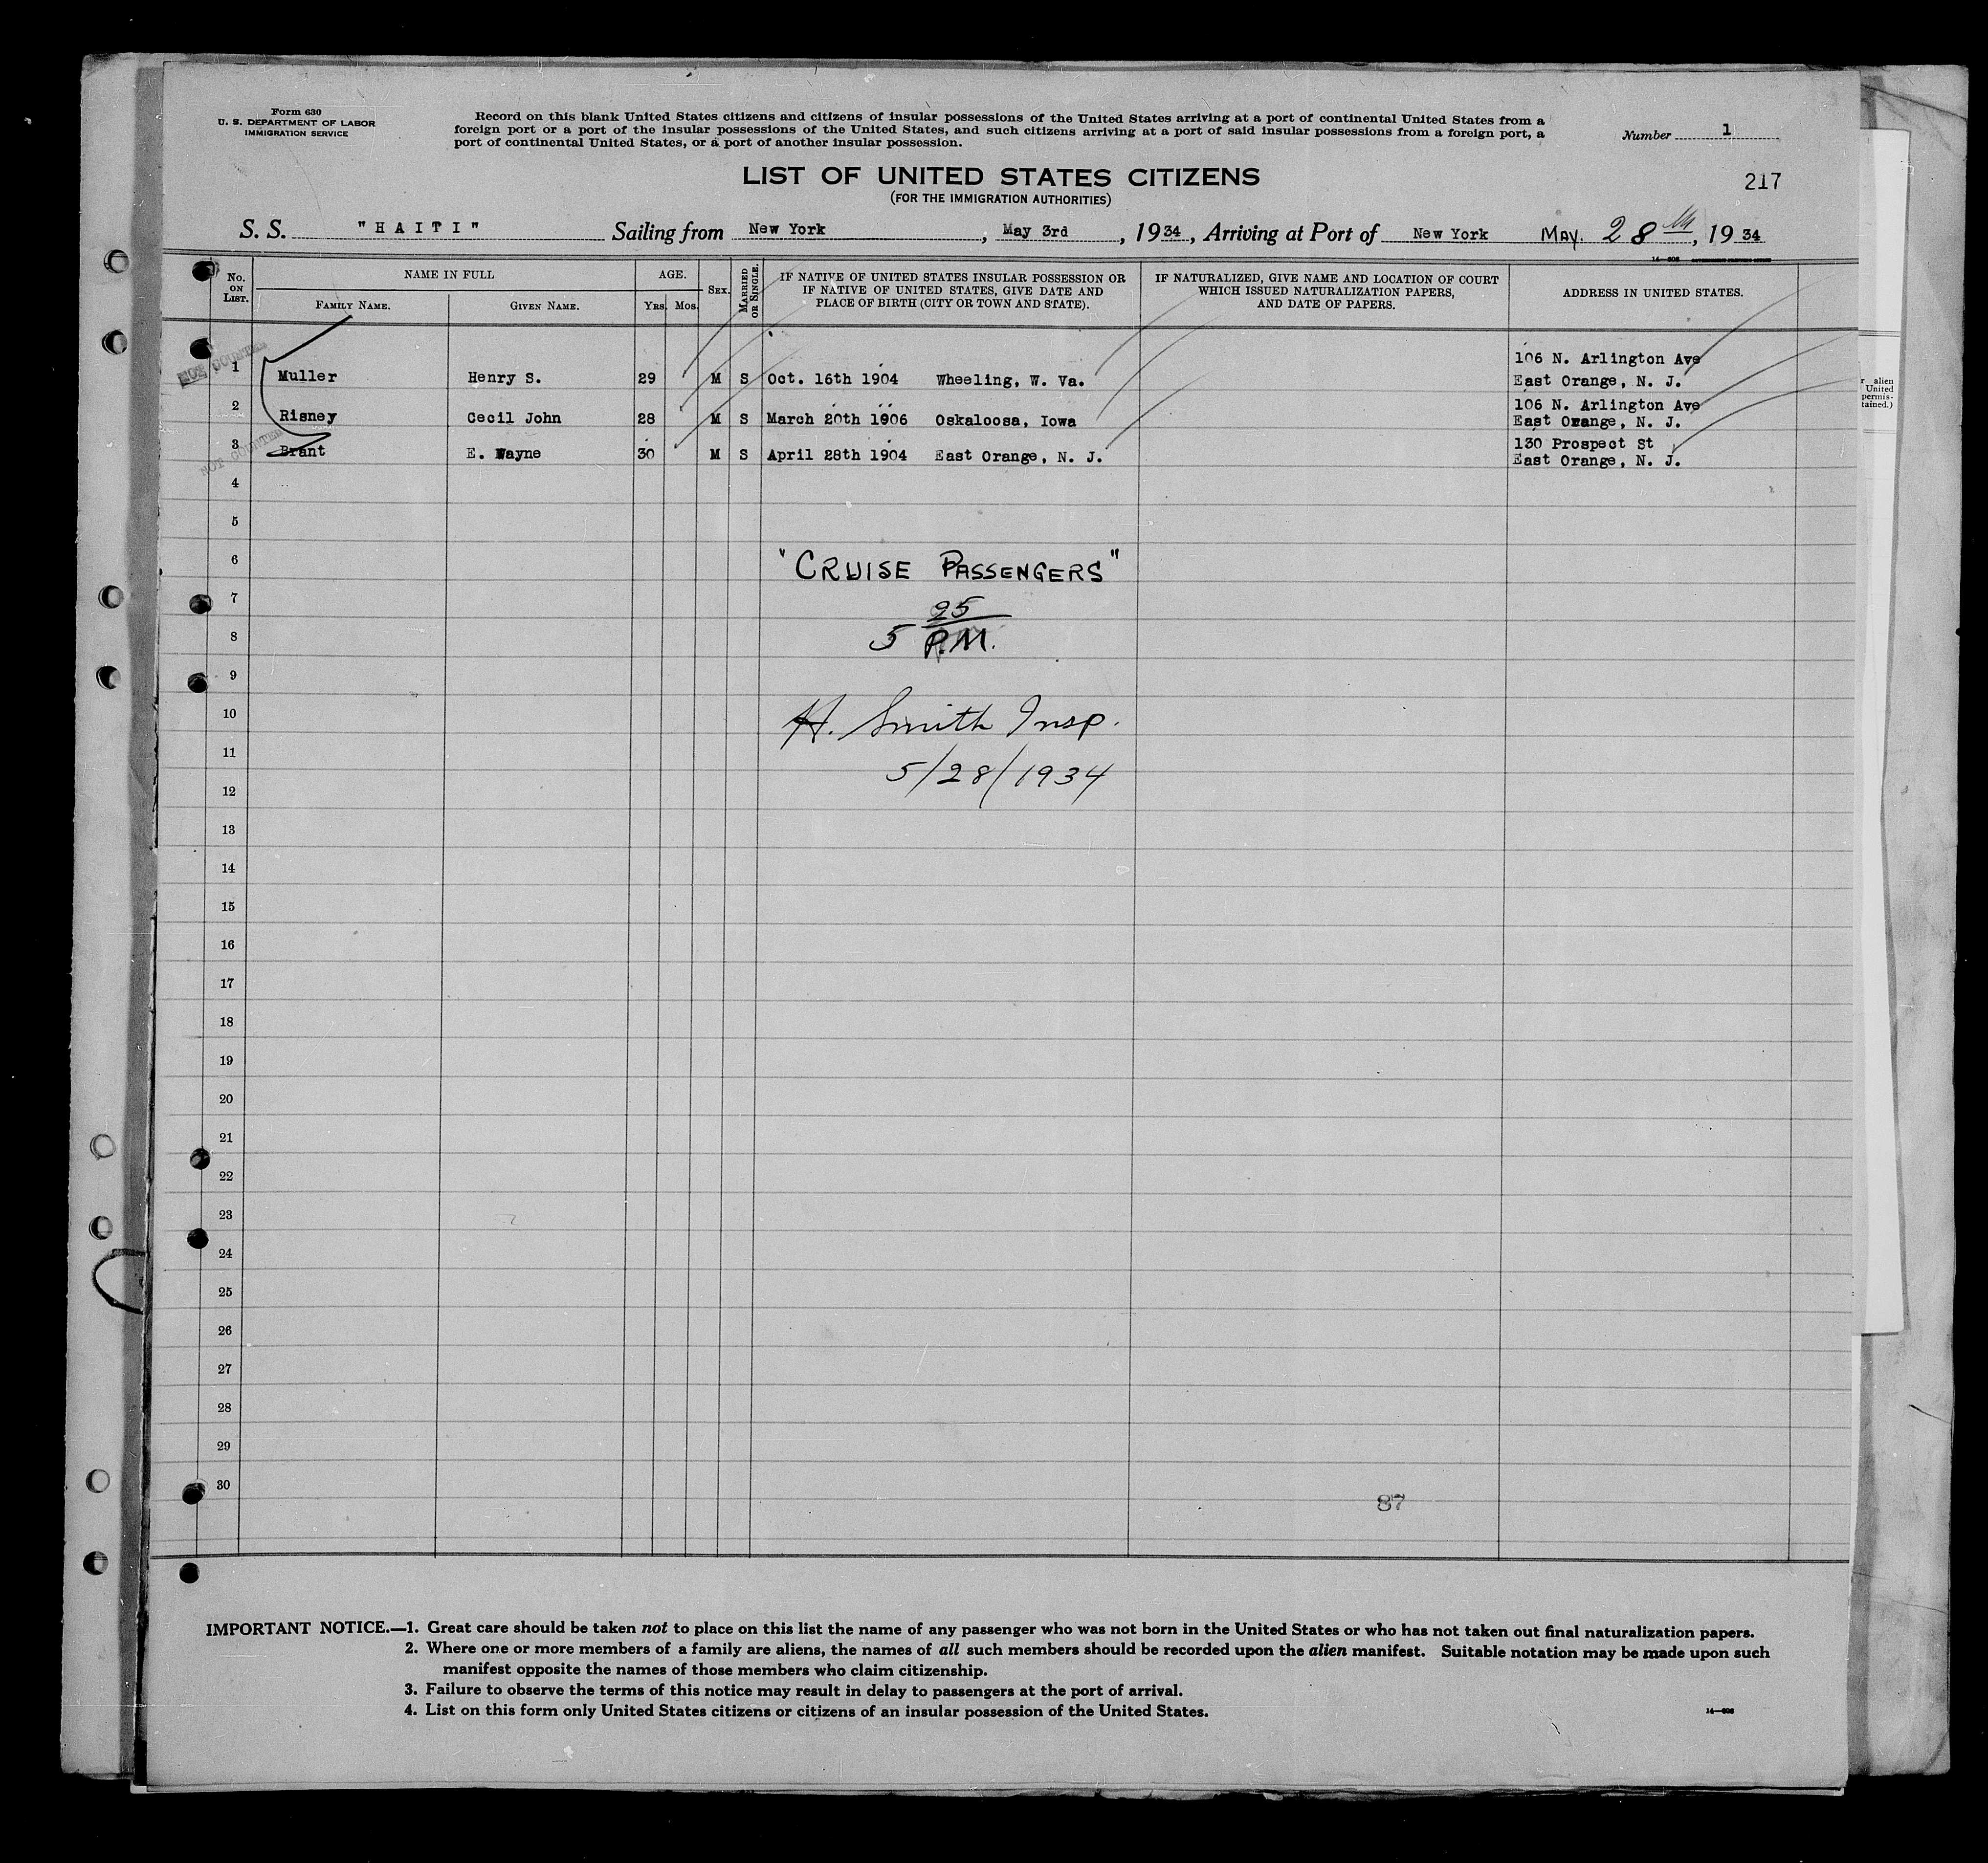 Form 630
U. S. DEPARTMENT OF LABOR
IMMIGRATION SERVICE
Record on this blank United States citizens and citizens of insular possessions of the United States arriving at a port of continental United States from a
foreign port or a port of the insular possessions of the United States, and such citizens arriving at a port of said insular possessions from a foreign port, a
port of continental United States, or a port of another insular possession.
Number 1
LIST OF UNITED STATES CITIZENS
(FOR THE IMMIGRATION AUTHORITIES)
217
S. S. "HAITI" Sailing from New York, May 3rd, 1934, Arriving at Port of New York May. 28th, 1934
No. ON LIST.
NAME IN FULL
FAMILY NAME.
GIVEN NAME.
AGE.
YRS. MOS.
SEX.
MARRIED OR SINGLE.
IF NATIVE OF UNITED STATES INSULAR POSSESSION OR
IF NATIVE OF UNITED STATES, GIVE DATE AND
PLACE OF BIRTH (CITY OR TOWN AND STATE).
IF NATURALIZED, GIVE NAME AND LOCATION OF COURT
WHICH ISSUED NATURALIZATION PAPERS,
AND DATE OF PAPERS.
ADDRESS IN UNITED STATES.
NOT COUNTED
106 N. Arlington Ave
1 Muller Henry S. 29 M S Oct. 16th 1904 Wheeling, W. Va. East Orange, N. J.
106 N. Arlington Ave
2 Risney Cecil John 28 M S March 20th 1906 Oskaloosa, Iowa East Orange, N. J.
NOT COUNTED
130 Prospect St
3 Brant E. Wayne 30 M S April 28th 1904 East Orange, N. J. East Orange, N. J.
4
5
6
"CRUISE PASSENGERS"
7
25
8
5 P.M.
9
10
H. Smith Insp.
11
5/28/1934
12
13
14
15
16
17
18
19
20
21
22
23
24
25
26
27
28
29
30
87
IMPORTANT NOTICE.—1. Great care should be taken not to place on this list the name of any passenger who was not born in the United States or who has not taken out final naturalization papers.
2. Where one or more members of a family are aliens, the names of all such members should be recorded upon the alien manifest. Suitable notation may be made upon such
manifest opposite the names of those members who claim citizenship.
3. Failure to observe the terms of this notice may result in delay to passengers at the port of arrival.
4. List on this form only United States citizens or citizens of an insular possession of the United States.
14—608
r alien
United
permis-
tained.)